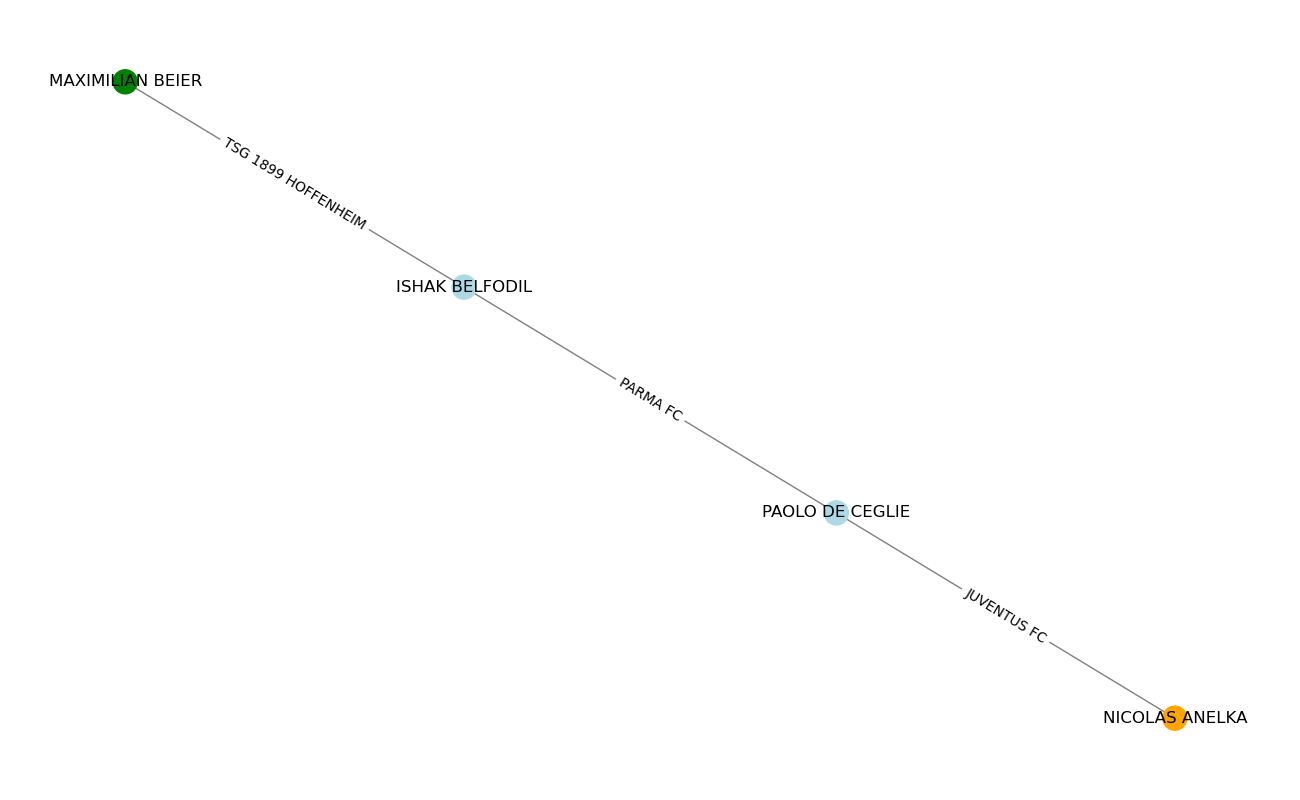 MAXIMILIAN BEIER
TSG 1899 HOFFENHEIM
ISHAK BELFODIL
PARMA FC
PAOLO DE CEGLIE
JUVENTUS FC
NICOLAS ANELKA